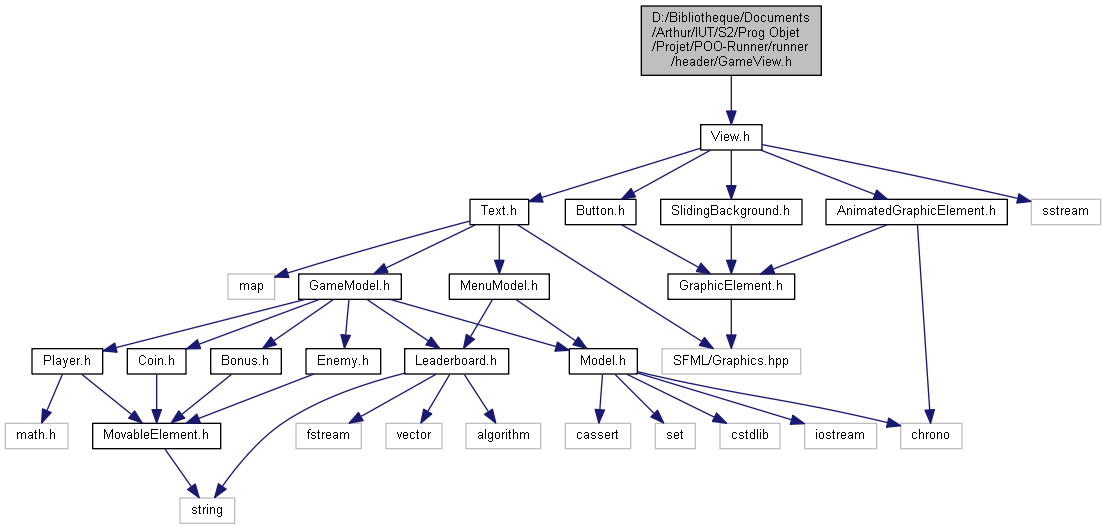 D:/Bibliotheque/Documents
/Arthur/IUT/S2/Prog Objet
/Projet/POO-Runner/runner
/header/GameView.h
View.h
Text.h
Button.h
SlidingBackground.h
AnimatedGraphicElement.h
sstream
map
GameModel.h
MenuModel.h
GraphicElement.h
Player.h
Coin.h
Bonus.h
Enemy.h
Leaderboard.h
Model.h
SFML/Graphics.hpp
math.h
MovableElement.h
fstream
vector
algorithm
cassert
set
cstdlib
iostream
chrono
string